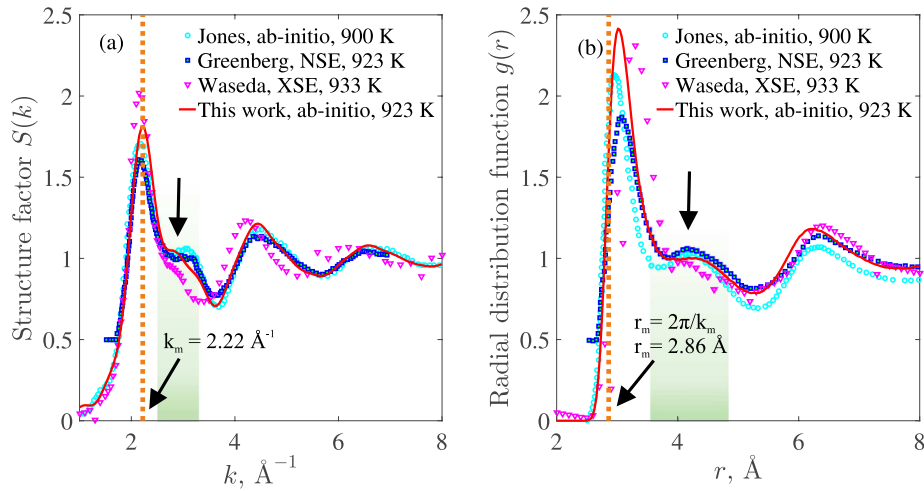 (a)
Jones, ab-initio, 900 K
Greenberg, NSE, 923 K
Waseda, XSE, 933 K
This work, ab-initio, 923 K
kₘ = 2.22 Å⁻¹
Structure factor S(k)
2.5
2
1.5
1
0.5
0
2
4
6
8
k, Å⁻¹
(b)
Jones, ab-initio, 900 K
Greenberg, NSE, 923 K
Waseda, XSE, 933 K
This work, ab-initio, 923 K
rₘ= 2π/kₘ
rₘ= 2.86 Å
Radial distribution function g(r)
2.5
2
1.5
1
0.5
0
2
4
6
8
r, Å